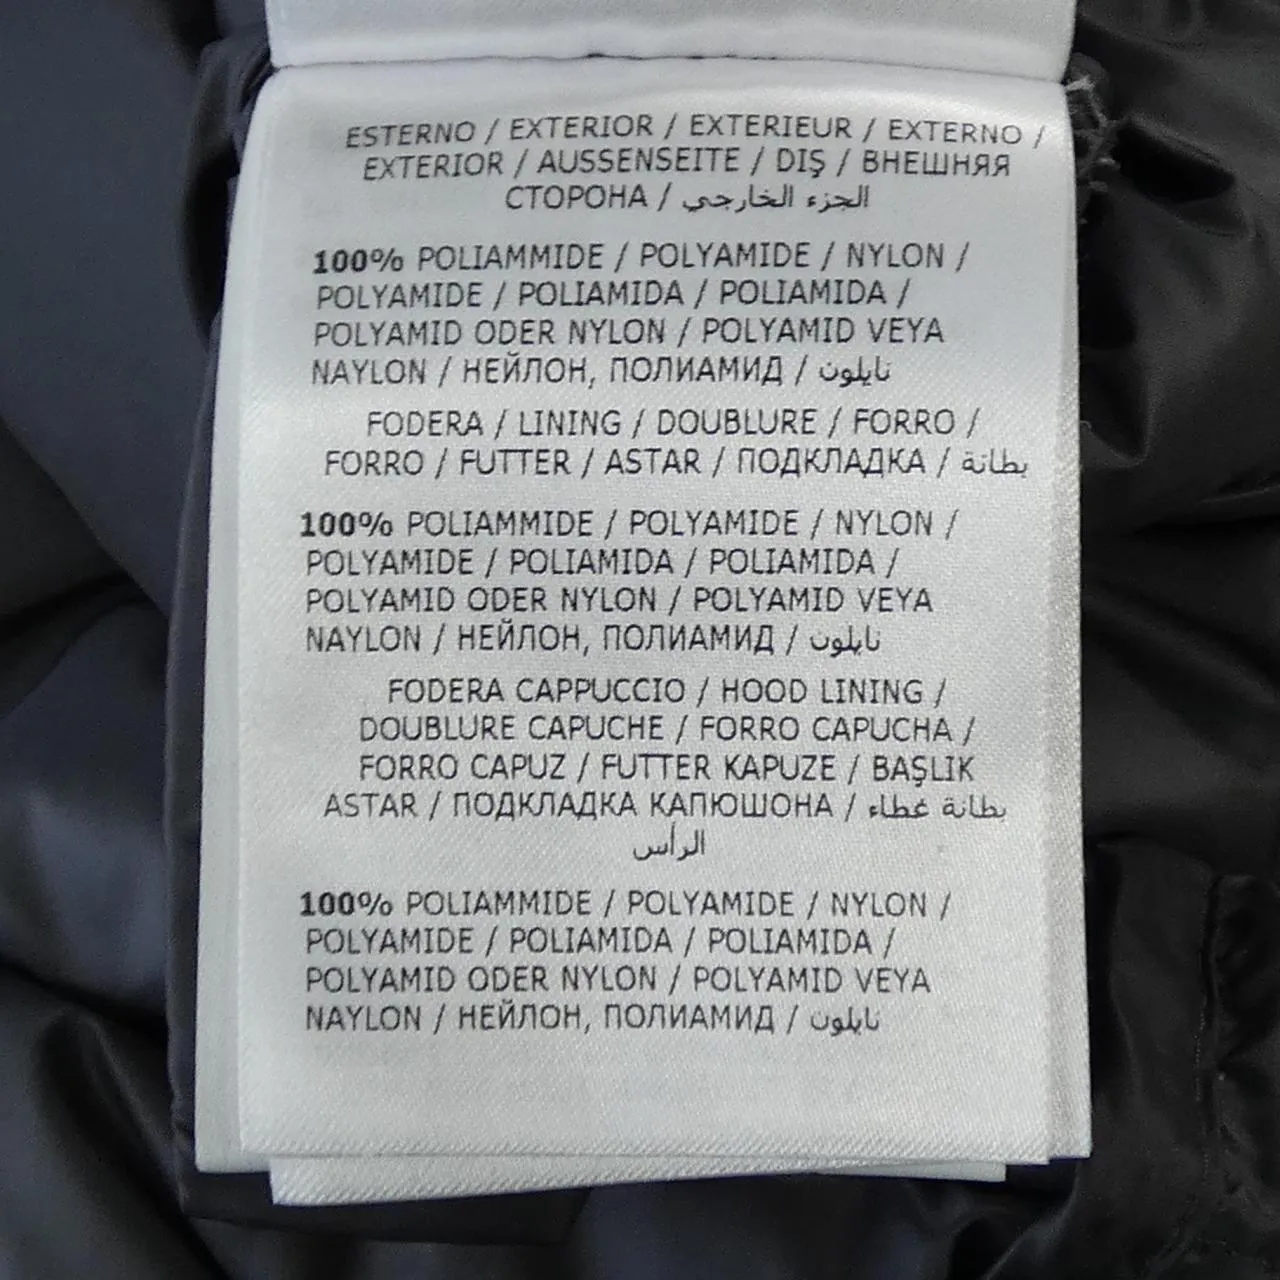 ESTERNO / EXTERIOR / EXTERIEUR / EXTERNO /
EXTERIOR / AUSSENSEITE / DIŞ / ВНЕШНЯЯ
СТОРОНА / الجزء الخارجي
100% POLIAMMIDE / POLYAMIDE / NYLON /
POLYAMIDE / POLIAMIDA / POLIAMIDA /
POLYAMID ODER NYLON / POLYAMID VEYA
NAYLON / НЕЙЛОН, ПОЛИАМИД / نايلون
FODERA / LINING / DOUBLURE / FORRO /
FORRO / FUTTER / ASTAR / ПОДКЛАДКА / بطانة
100% POLIAMMIDE / POLYAMIDE / NYLON /
POLYAMIDE / POLIAMIDA / POLIAMIDA /
POLYAMID ODER NYLON / POLYAMID VEYA
NAYLON / НЕЙЛОН, ПОЛИАМИД / نايلون
FODERA CAPPUCCIO / HOOD LINING /
DOUBLURE CAPUCHE / FORRO CAPUCHA /
FORRO CAPUZ / FUTTER KAPUZE / BAŞLIK
ASTAR / ПОДКЛАДКА КАПЮШОНА / بطانة غطاء
الرأس
100% POLIAMMIDE / POLYAMIDE / NYLON /
POLYAMIDE / POLIAMIDA / POLIAMIDA /
POLYAMID ODER NYLON / POLYAMID VEYA
NAYLON / НЕЙЛОН, ПОЛИАМИД / نايلون